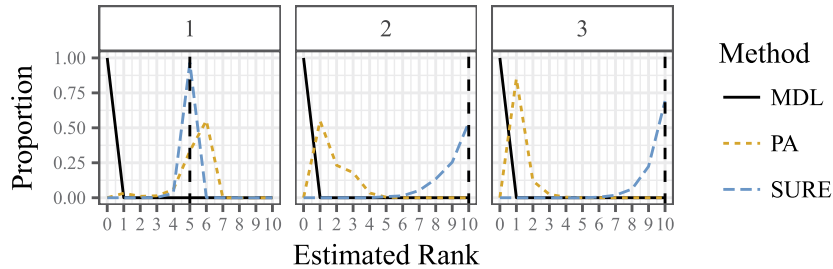 1 2 3
Proportion
1.00
0.75
0.50
0.25
0.00
0 1 2 3 4 5 6 7 8 9 10
0 1 2 3 4 5 6 7 8 9 10
0 1 2 3 4 5 6 7 8 9 10
Estimated Rank
Method
MDL
PA
SURE